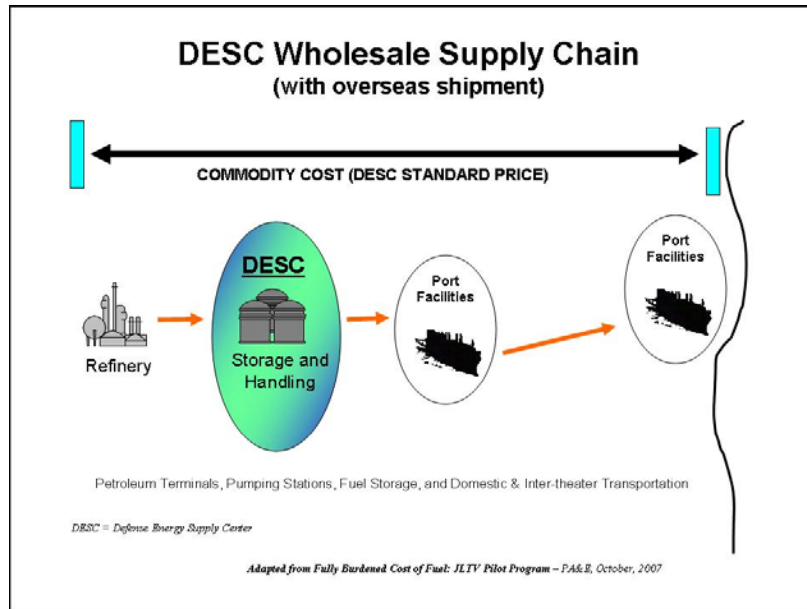 DESC Wholesale Supply Chain
(with overseas shipment)
COMMODITY COST (DESC STANDARD PRICE)
Port
Facilities
DESC
Port
Facilities
Refinery
Storage and
Handling
Petroleum Terminals, Pumping Stations, Fuel Storage, and Domestic & Inter-theater Transportation
DESC = Defense Energy Supply Center
Adapted from Fully Burdened Cost of Fuel: JLTV Pilot Program – PA&E, October, 2007